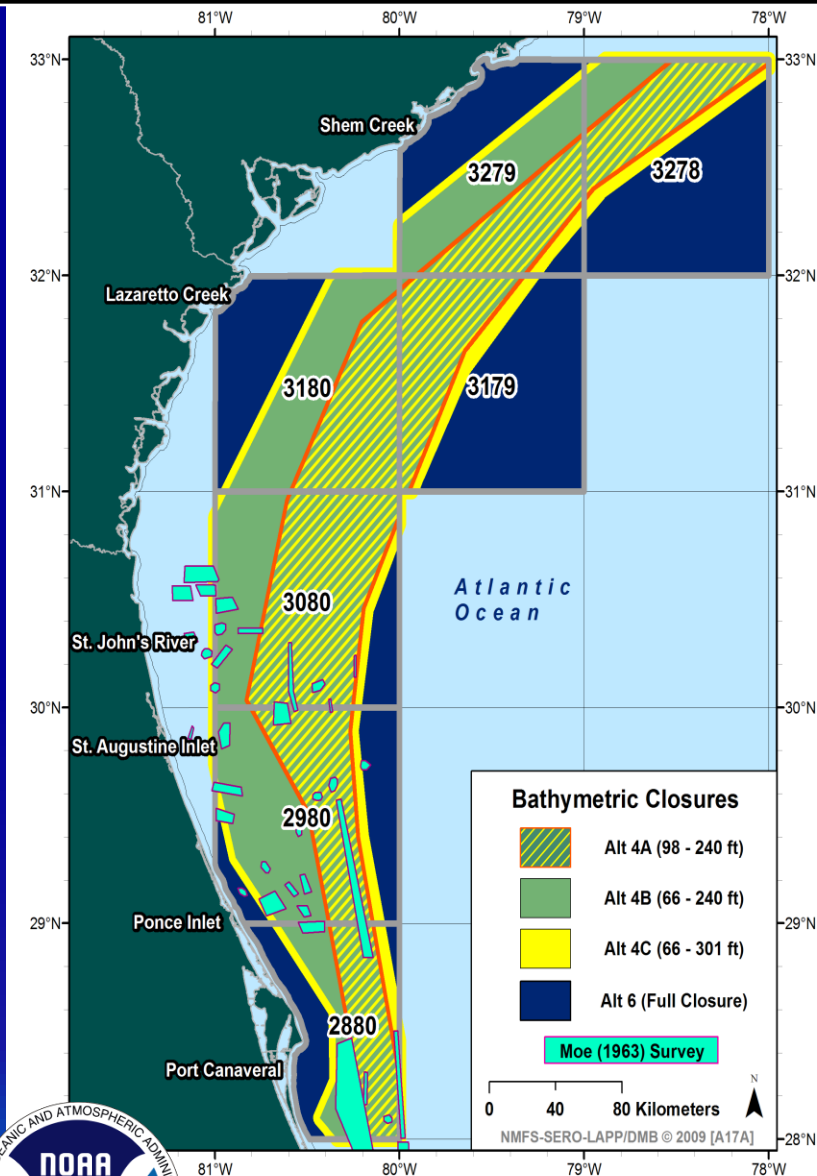 81°W
80°W
79°W
78°W
33°N
33°N
Shem Creek
3279
3278
32°N
32°N
Lazaretto Creek
3180
3179
31°N
31°N
Atlantic
Ocean
3080
St. John's River
30°N
30°N
St. Augustine Inlet
2980
Ponce Inlet
29°N
29°N
2880
Port Canaveral
28°N
81°W
80°W
79°W
78°W
Bathymetric Closures
Alt 4A (98 - 240 ft)
Alt 4B (66 - 240 ft)
Alt 4C (66 - 301 ft)
Alt 6 (Full Closure)
Moe (1963) Survey
N
0 40 80 Kilometers
NMFS-SERO-LAPP/DMB © 2009 [A17A]
28°N
NOAA